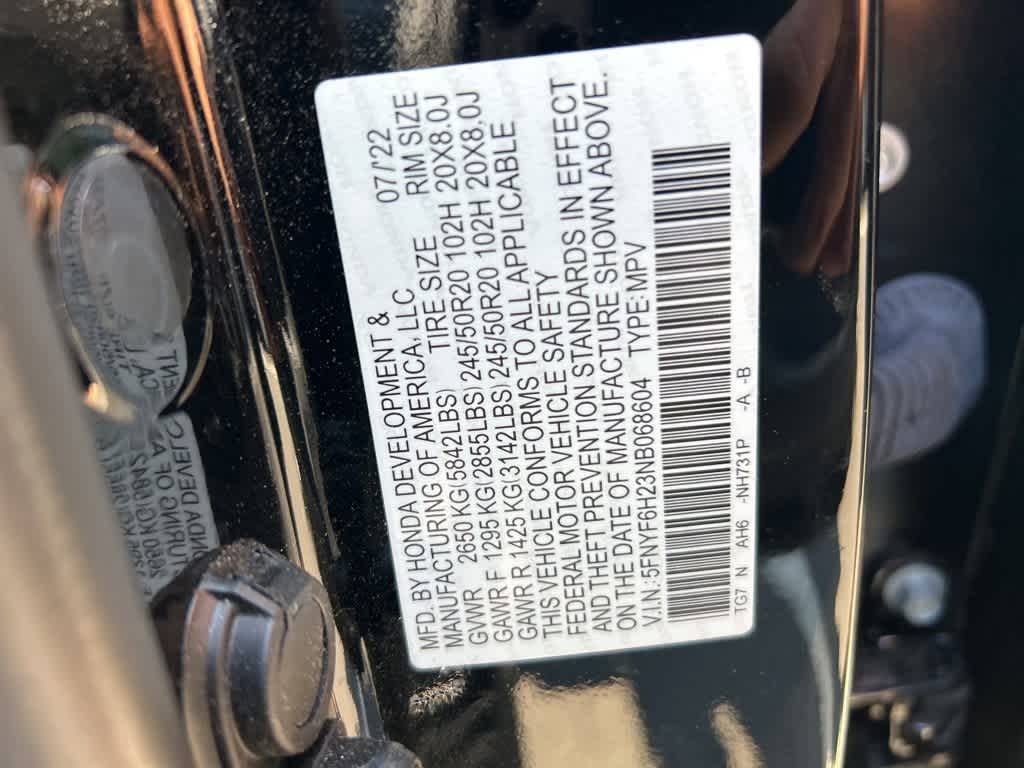 MFD. BY HONDA DEVELOPMENT & 07/'22
MANUFACTURING OF AMERICA, LLC
GVWR 2650 KG(5842LBS) TIRE SIZE RIM SIZE
GAWR F 1295 KG(2855LBS) 245/50R20 102H 20X8.0J
GAWR R 1425 KG(3142LBS) 245/50R20 102H 20X8.0J
THIS VEHICLE CONFORMS TO ALL APPLICABLE
FEDERAL MOTOR VEHICLE SAFETY
AND THEFT PREVENTION STANDARDS IN EFFECT
ON THE DATE OF MANUFACTURE SHOWN ABOVE.
V.I.N.:5FNYF6H23NB068604 TYPE:MPV
TG7 N AH6 -NH731P -A -B